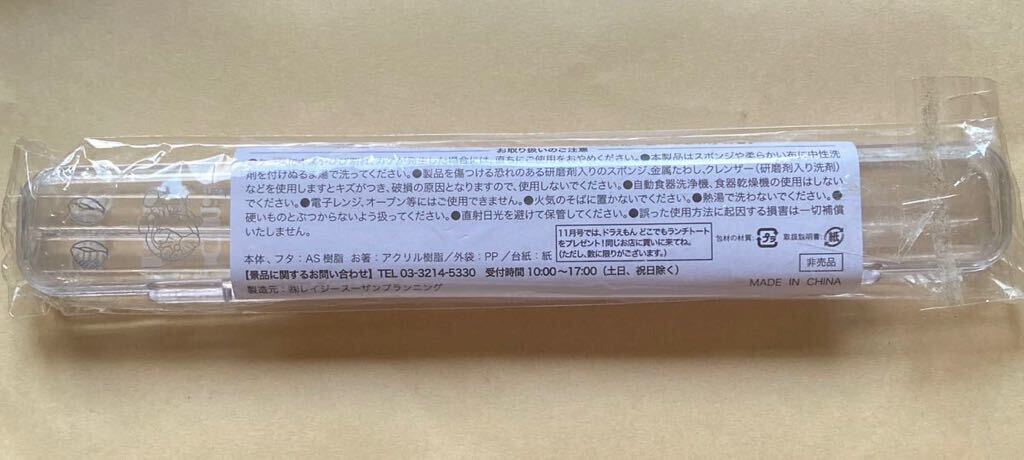 お取り扱いのご注意
した場合には、直ちにご使用をおやめください。●本製品はスポンジや柔らかい布に中性洗
剤を付けぬるま湯で洗ってください。●製品を傷つける恐れのある研磨剤入りのスポンジ、金属たわし、クレンザー(研磨剤入り洗剤)
などを使用しますとキズがつき、破損の原因となりますので、使用しないでください。●自動食器洗浄機、食器乾燥機の使用はしない
でください。●電子レンジ、オーブン等にはご使用できません。●火気のそばに置かないでください。●熱湯で洗わないでください。●
硬いものとぶつからないよう扱ってください。●直射日光を避けて保管してください。●誤った使用方法に起因する損害は一切補償
いたしません。
11月号では、ドラえもん どこでもランチトート
をプレゼント!同じお店に買いに来てね。
(ただし、数に限りがございます。)
包材の材質: プラ 取扱説明書: 紙
本体、フタ:AS樹脂 お箸:アクリル樹脂/外袋:PP/台紙:紙
非売品
【景品に関するお問い合わせ】TEL 03-3214-5330 受付時間 10:00〜17:00(土日、祝日除く)
製造元:㈱レイジースーザンプランニング
MADE IN CHINA